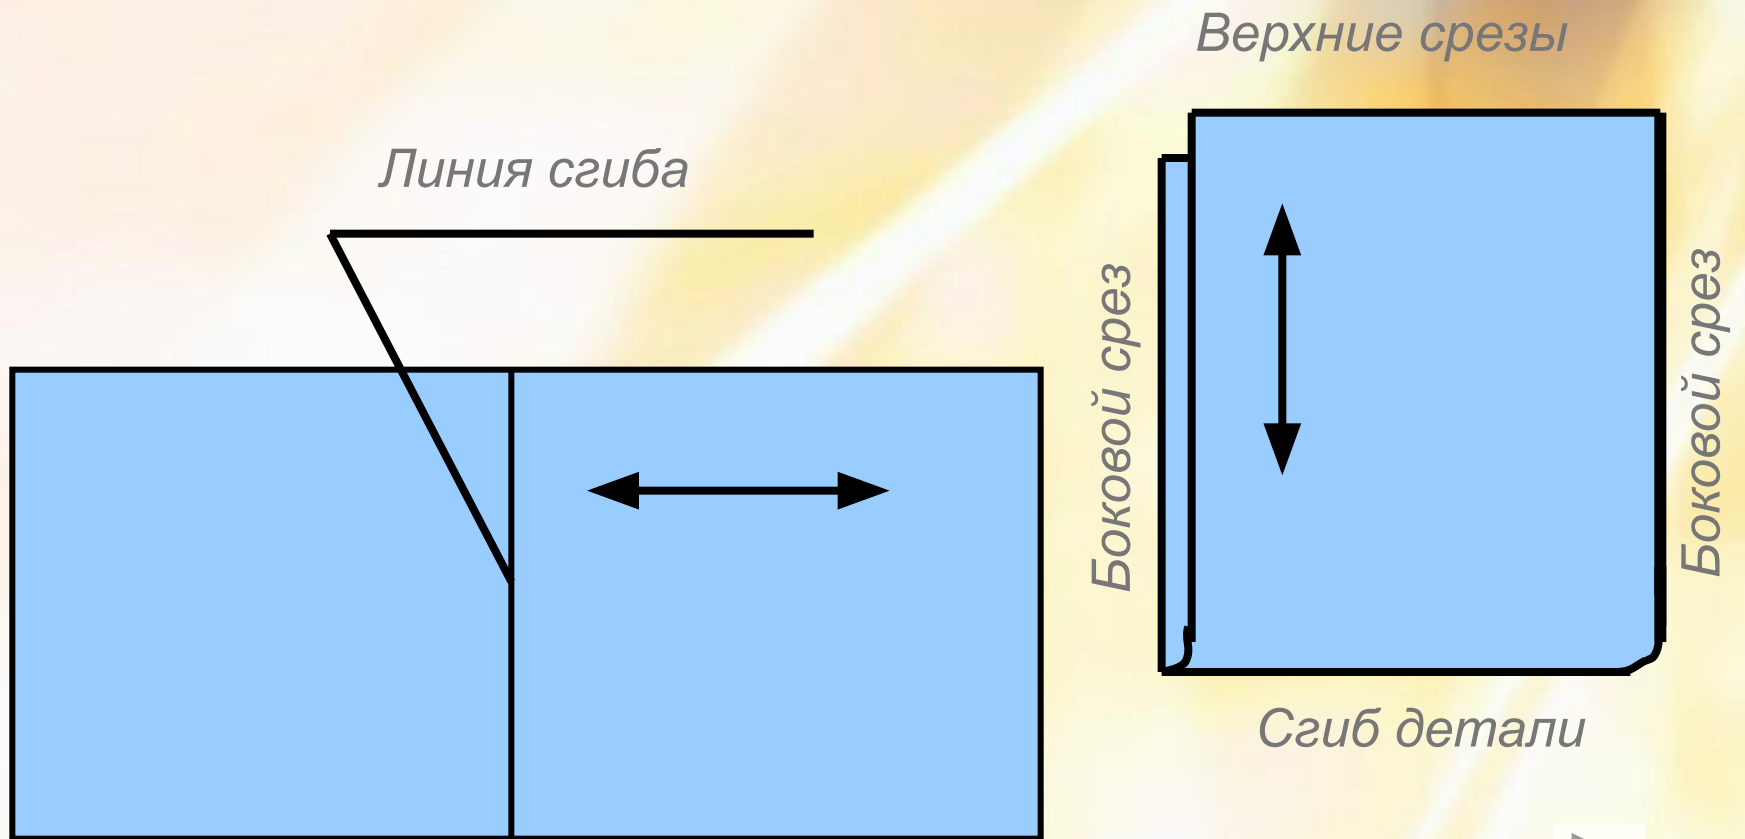 Верхние срезы
Линия сгиба
Боковой срез
Боковой срез
Сгиб детали